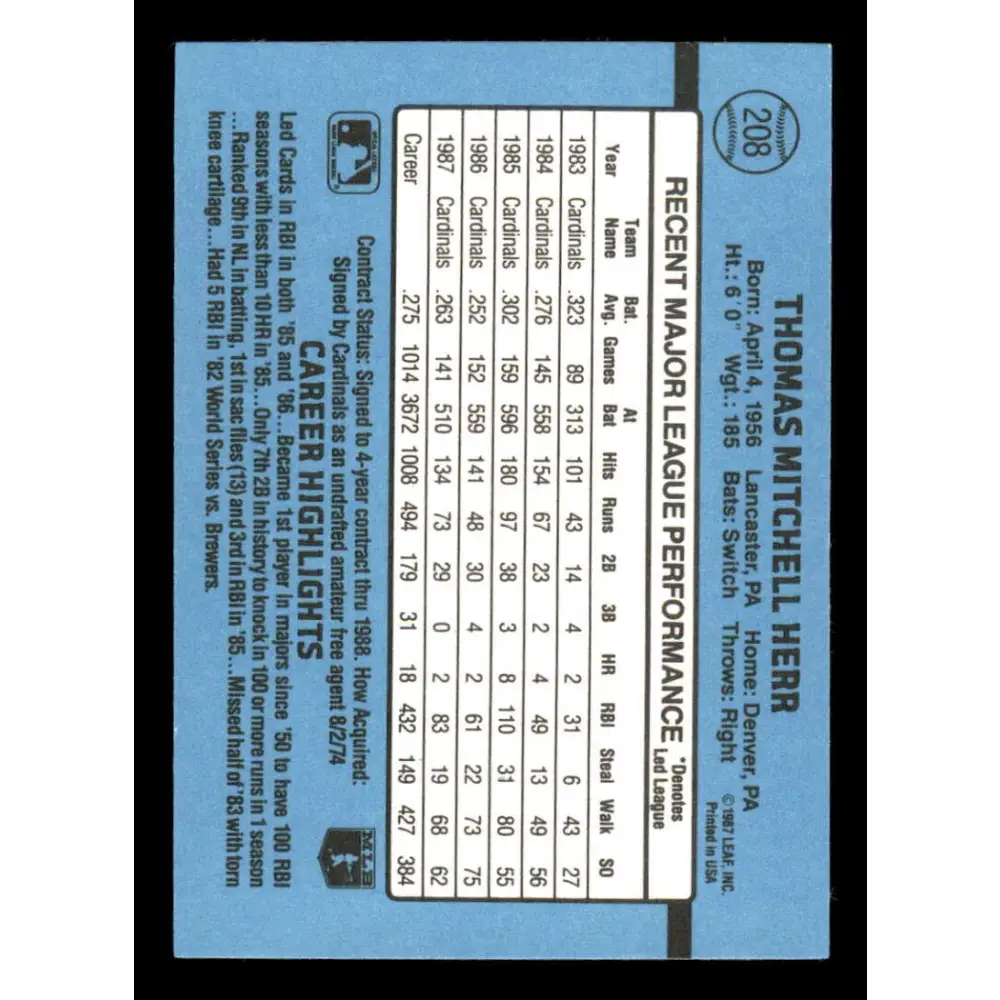 208
THOMAS MITCHELL HERR
Born: April 4, 1956 Lancaster, PA Home: Denver, PA
Ht.: 6'0" Wgt.: 185 Bats: Switch Throws: Right
©1987 LEAF, INC.
Printed in USA
RECENT MAJOR LEAGUE PERFORMANCE *Denotes Led League
Year Team Name Bat. Avg. Games At Bat Hits Runs 2B 3B HR RBI Steal Walk SO
1983 Cardinals .323 89 313 101 43 14 4 2 31 6 43 27
1984 Cardinals .276 145 558 154 67 23 2 4 49 13 49 56
1985 Cardinals .302 159 596 180 97 38 3 8 110 31 80 55
1986 Cardinals .252 152 559 141 48 30 4 2 61 22 73 75
1987 Cardinals .263 141 510 134 73 29 0 2 83 19 68 62
Career .275 1014 3672 1008 494 179 31 18 432 149 427 384
Contract Status: Signed to 4-year contract thru 1988. How Acquired:
Signed by Cardinals as an undrafted amateur free agent 8/2/74
MLB
CAREER HIGHLIGHTS
Led Cards in RBI in both '85 and '86...Became 1st player in majors since '50 to have 100 RBI
seasons with less than 10 HR in '85...Only 7th 2B in history to knock in 100 or more runs in 1 season
...Ranked 9th in NL in batting, 1st in sac flies (13) and 3rd in RBI in '85...Missed half of '83 with torn
knee cartilage...Had 5 RBI in '82 World Series vs. Brewers.